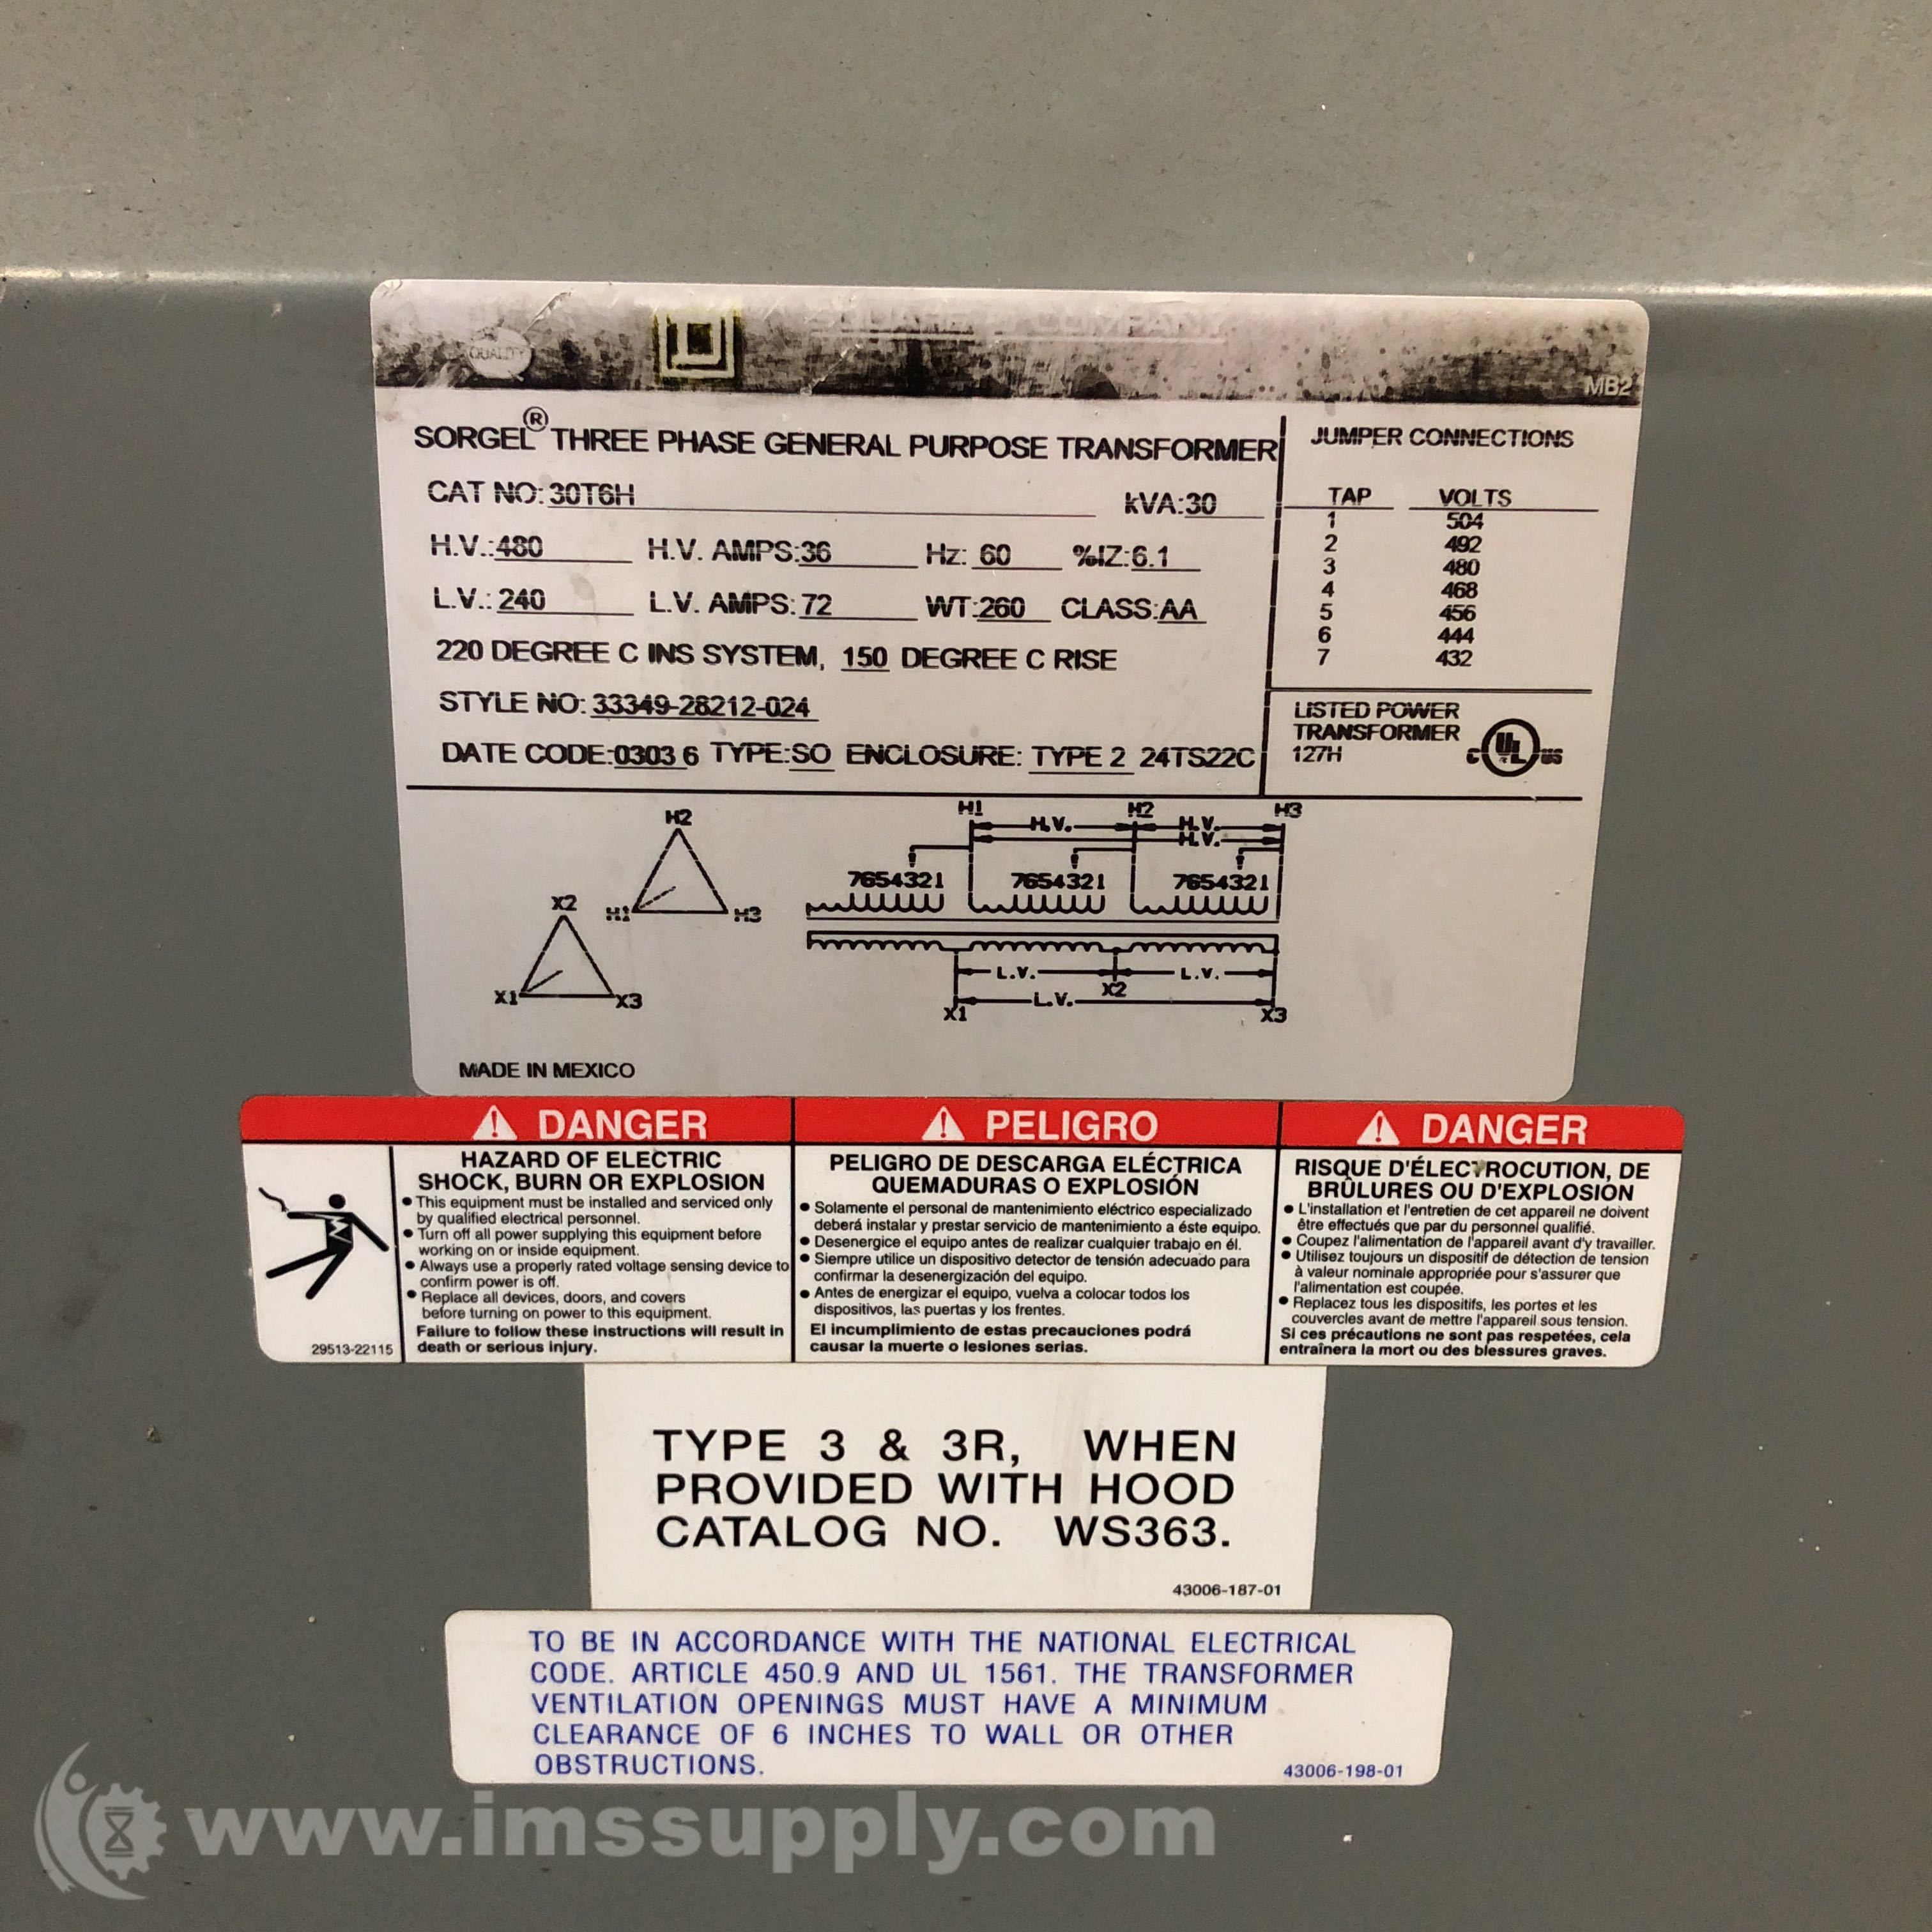 QUALITY
SQUARE D COMPANY
MB2
SORGEL® THREE PHASE GENERAL PURPOSE TRANSFORMER
CAT NO: 30T6H kVA: 30
H.V.: 480 H.V. AMPS: 36 Hz: 60 %IZ: 6.1
L.V.: 240 L.V. AMPS: 72 WT: 260 CLASS: AA
220 DEGREE C INS SYSTEM, 150 DEGREE C RISE
STYLE NO: 33349-28212-024
DATE CODE: 0303 6 TYPE: SO ENCLOSURE: TYPE 2 24TS22C
JUMPER CONNECTIONS
TAP VOLTS
1 504
2 492
3 480
4 468
5 456
6 444
7 432
LISTED POWER
TRANSFORMER
127H
C UL US
H2
H1 H3
X2
X1 X3
H1 H2 H3
H.V. H.V.
H.V.
7654321 7654321 7654321
L.V. L.V.
X2
L.V.
X1 X3
MADE IN MEXICO
DANGER
HAZARD OF ELECTRIC
SHOCK, BURN OR EXPLOSION
● This equipment must be installed and serviced only
by qualified electrical personnel.
● Turn off all power supplying this equipment before
working on or inside equipment.
● Always use a properly rated voltage sensing device to
confirm power is off.
● Replace all devices, doors, and covers
before turning on power to this equipment.
Failure to follow these instructions will result in
death or serious injury.
29513-22115
PELIGRO
PELIGRO DE DESCARGA ELÉCTRICA
QUEMADURAS O EXPLOSIÓN
● Solamente el personal de mantenimiento eléctrico especializado
deberá instalar y prestar servicio de mantenimiento a éste equipo.
● Desenergice el equipo antes de realizar cualquier trabajo en él.
● Siempre utilice un dispositivo detector de tensión adecuado para
confirmar la desenergización del equipo.
● Antes de energizar el equipo, vuelva a colocar todos los
dispositivos, las puertas y los frentes.
El incumplimiento de estas precauciones podrá
causar la muerte o lesiones serias.
DANGER
RISQUE D'ÉLECTROCUTION, DE
BRÛLURES OU D'EXPLOSION
● L'installation et l'entretien de cet appareil ne doivent
être effectués que par du personnel qualifié.
● Coupez l'alimentation de l'appareil avant d'y travailler.
● Utilisez toujours un dispositif de détection de tension
à valeur nominale appropriée pour s'assurer que
l'alimentation est coupée.
● Replacez tous les dispositifs, les portes et les
couvercles avant de mettre l'appareil sous tension.
Si ces précautions ne sont pas respetées, cela
entraînera la mort ou des blessures graves.
TYPE 3 & 3R, WHEN
PROVIDED WITH HOOD
CATALOG NO. WS363.
43006-187-01
TO BE IN ACCORDANCE WITH THE NATIONAL ELECTRICAL
CODE. ARTICLE 450.9 AND UL 1561. THE TRANSFORMER
VENTILATION OPENINGS MUST HAVE A MINIMUM
CLEARANCE OF 6 INCHES TO WALL OR OTHER
OBSTRUCTIONS.
43006-198-01
www.imssupply.com